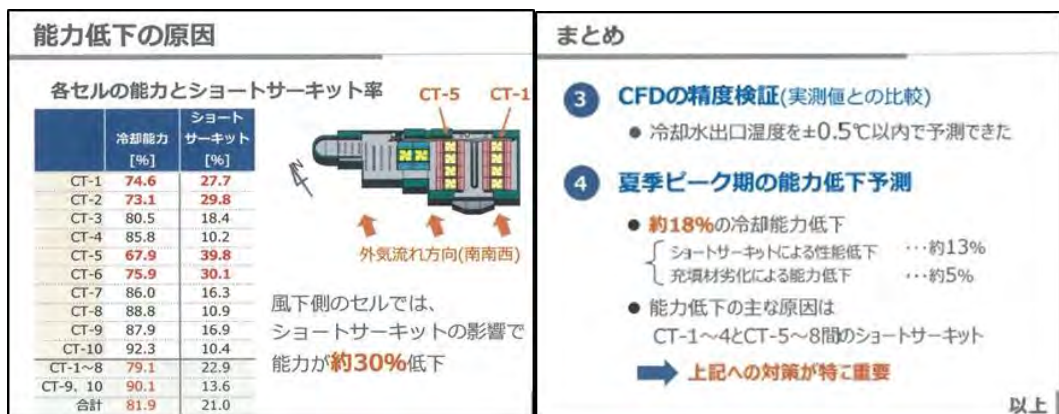 能力低下の原因
各セルの能力とショートサーキット率
冷却能力 [%] ショートサーキット [%]
CT-1 74.6 27.7
CT-2 73.1 29.8
CT-3 80.5 18.4
CT-4 85.8 10.2
CT-5 67.9 39.8
CT-6 75.9 30.1
CT-7 86.0 16.3
CT-8 88.8 10.9
CT-9 87.9 16.9
CT-10 92.3 10.4
CT-1～8 79.1 22.9
CT-9, 10 90.1 13.6
合計 81.9 21.0
CT-5 CT-1
N
外気流れ方向(南南西)
風下側のセルでは、
ショートサーキットの影響で
能力が約30%低下
まとめ
3 CFDの精度検証(実測値との比較)
● 冷却水出口温度を±0.5℃以内で予測できた
4 夏季ピーク期の能力低下予測
● 約18%の冷却能力低下
ショートサーキットによる性能低下 …約13%
充填材劣化による能力低下 …約5%
● 能力低下の主な原因は
CT-1～4とCT-5～8間のショートサーキット
上記への対策が特に重要
以上